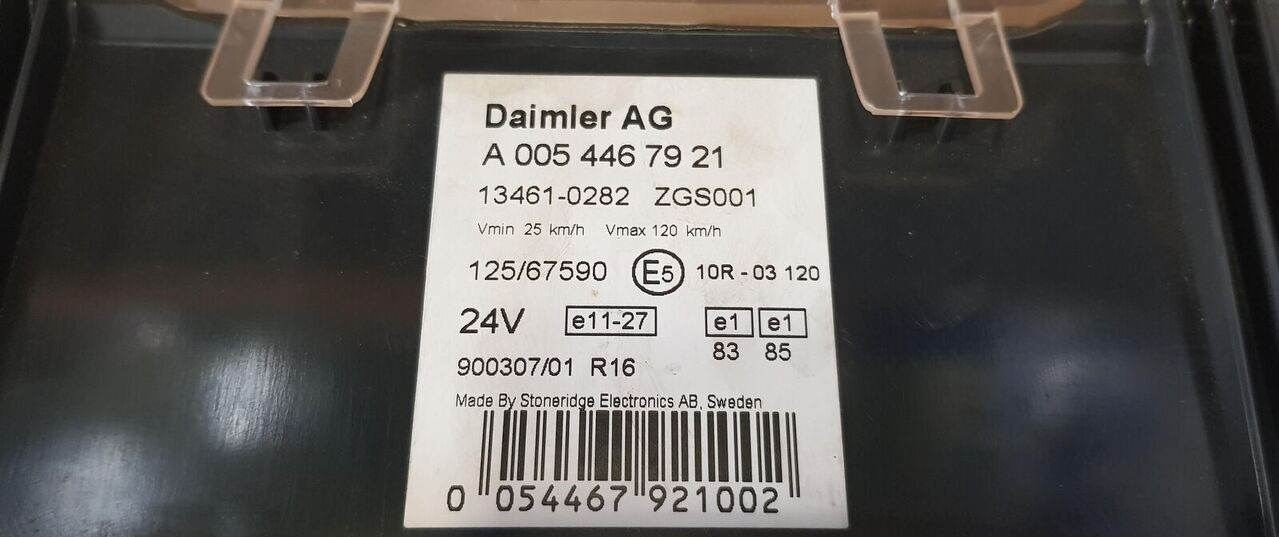 Daimler AG
A 005 446 79 21
13461-0282 ZGS001
Vmin 25 km/h Vmax 120 km/h
125/67590 E5 10R - 03 120
24V e11-27 e1 e1
83 85
900307/01 R16
Made By Stoneridge Electronics AB, Sweden
0 054467 921002